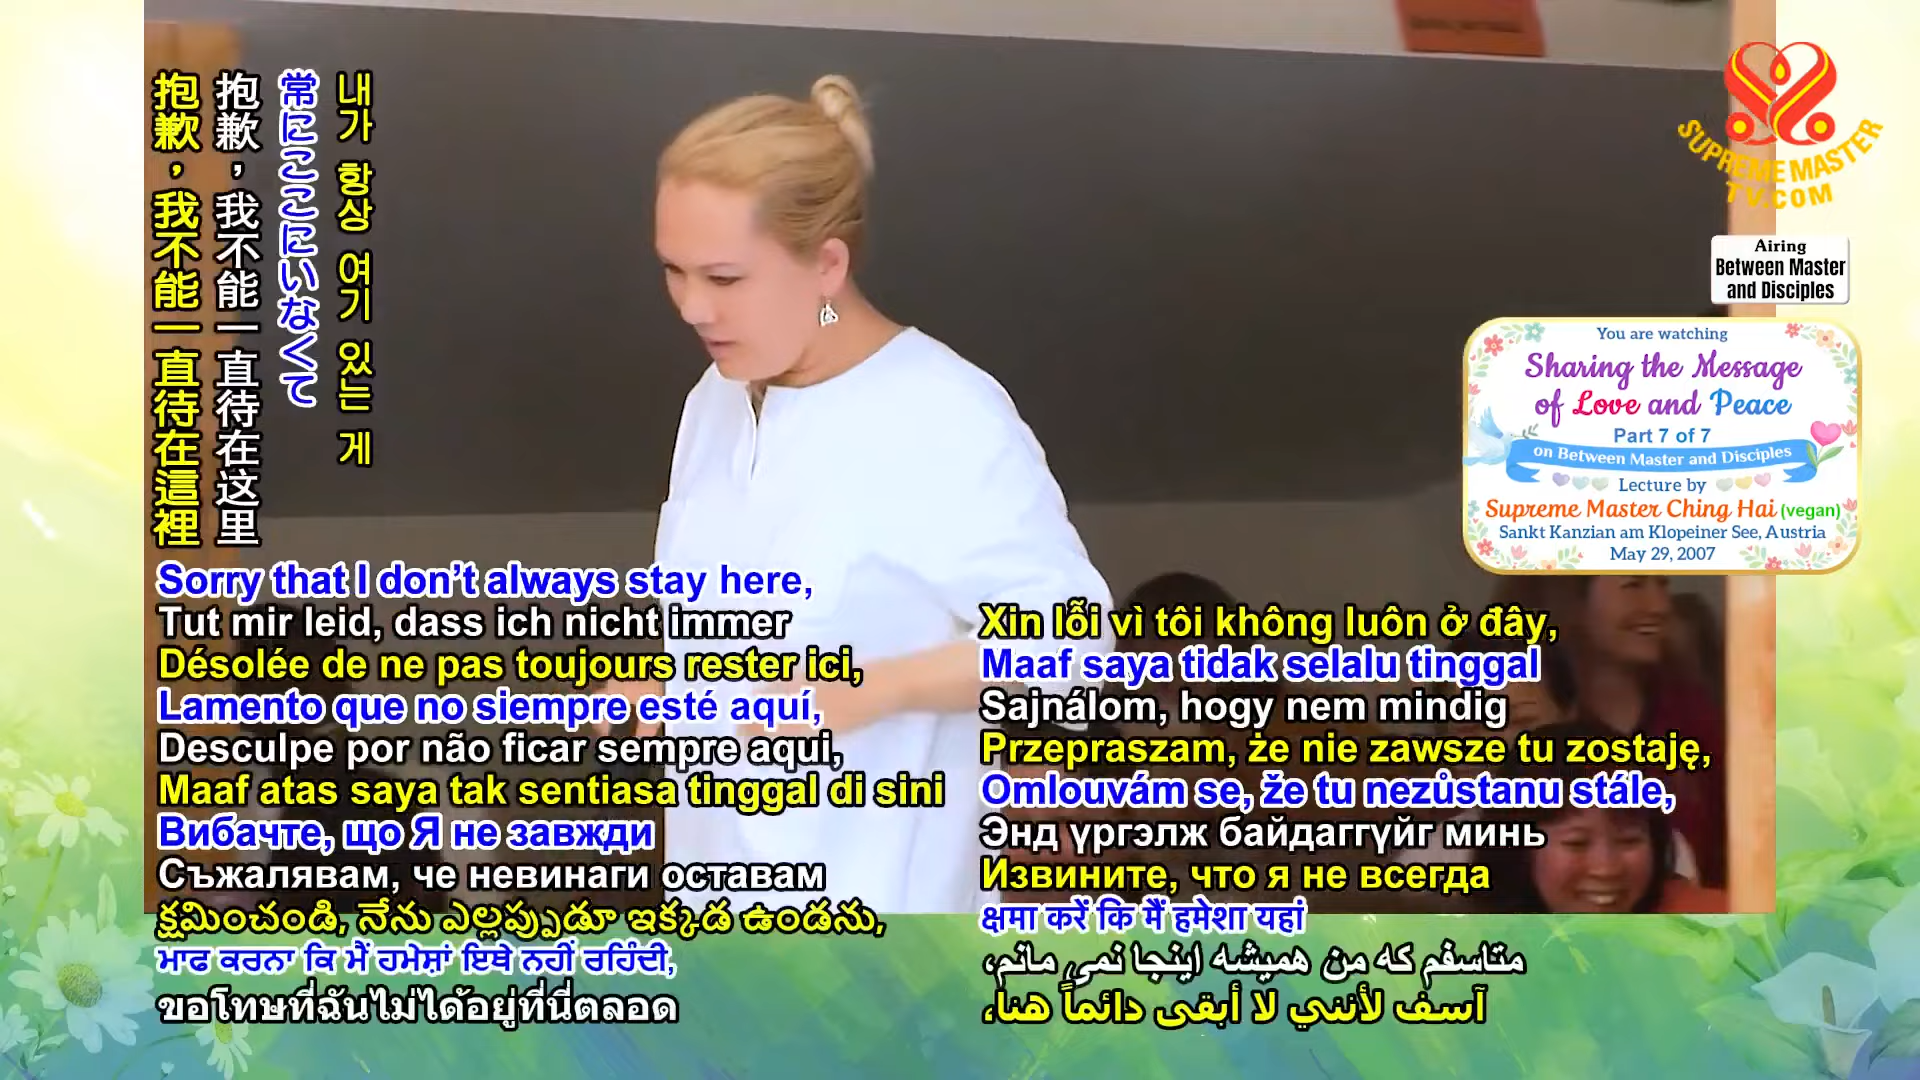 抱歉，我不能一直待在這裡
抱歉，我不能一直待在这里
常にここにいなくて
내가 항상 여기 있는 게
SUPREME MASTER
TV.COM
Airing
Between Master
and Disciples
You are watching
Sharing the Message
of Love and Peace
Part 7 of 7
on Between Master and Disciples
Lecture by
Supreme Master Ching Hai (vegan)
Sankt Kanzian am Klopeiner See, Austria
May 29, 2007
Sorry that I don’t always stay here,
Tut mir leid, dass ich nicht immer
Désolée de ne pas toujours rester ici,
Lamento que no siempre esté aquí,
Desculpe por não ficar sempre aqui,
Maaf atas saya tak sentiasa tinggal di sini
Вибачте, що Я не завжди
Съжалявам, че невинаги оставам
క్షమించండి, నేను ఎల్లప్పుడూ ఇక్కడ ఉండను,
ਮਾਫ ਕਰਨਾ ਕਿ ਮੈਂ ਹਮੇਸ਼ਾਂ ਇਥੇ ਨਹੀਂ ਰਹਿੰਦੀ,
ขอโทษที่ฉันไม่ได้อยู่ที่นี่ตลอด
Xin lỗi vì tôi không luôn ở đây,
Maaf saya tidak selalu tinggal
Sajnálom, hogy nem mindig
Przepraszam, że nie zawsze tu zostaję,
Omlouvám se, že tu nezůstanu stále,
Энд үргэлж байдаггүйг минь
Извините, что я не всегда
क्षमा करें कि मैं हमेशा यहां
متاسفم که من همیشه اینجا نمی مانم،
آسف لأنني لا أبقى دائماً هنا،